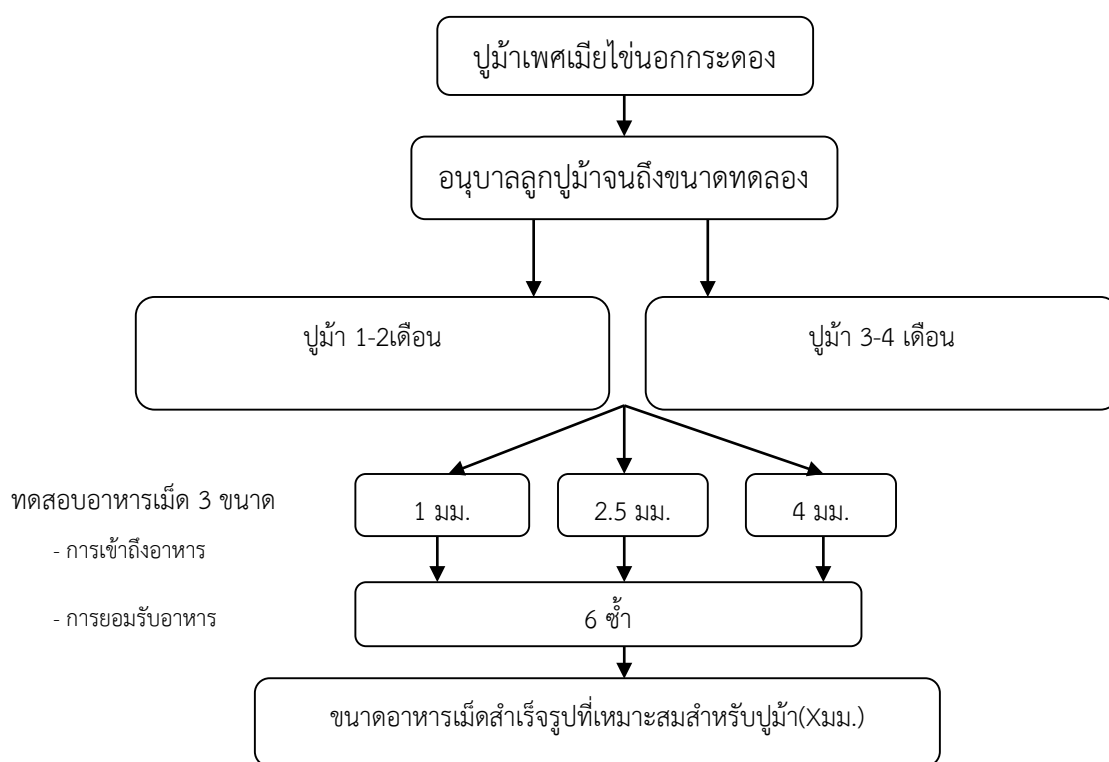 ปูม้าเพศเมียไข่นอกกระดอง
อนุบาลลูกปูม้าจนถึงขนาดทดลอง
ปูม้า 1-2เดือน
ปูม้า 3-4 เดือน
ทดสอบอาหารเม็ด 3 ขนาด
1 มม.
2.5 มม.
4 มม.
- การเข้าถึงอาหาร
- การยอมรับอาหาร
6 ซ้ำ
ขนาดอาหารเม็ดสำเร็จรูปที่เหมาะสมสำหรับปูม้า(Xมม.)